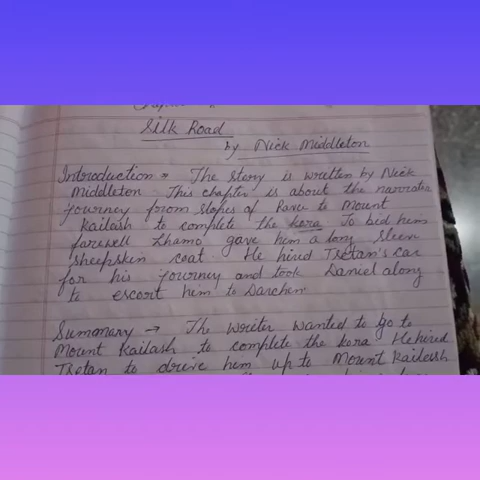 Silk Road
by Nick Middleton
Introduction → The story is written by Nick
Middleton This chapter is about the narrator
journey from slopes of Ravu to Mount
Kailash to complete the kora To bid him
farewell Lhamo gave him a long sleeve
sheepskin coat. He hired Tsetan's car
for his journey and took Daniel along
to escort him to Darchen.
Summary → The writer wanted to go to
Mount Kailash to complete the kora He hired
Tsetan to drive him up to Mount Kailash